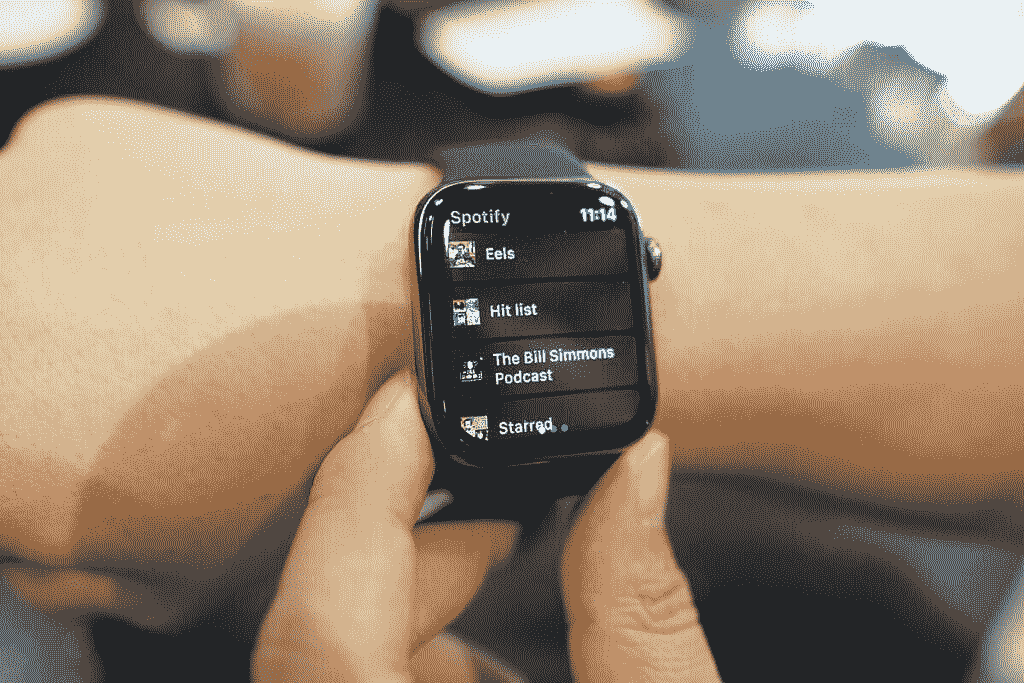 Spotify 11:14
Eels
Hit list
The Bill Simmons
Podcast
Starred